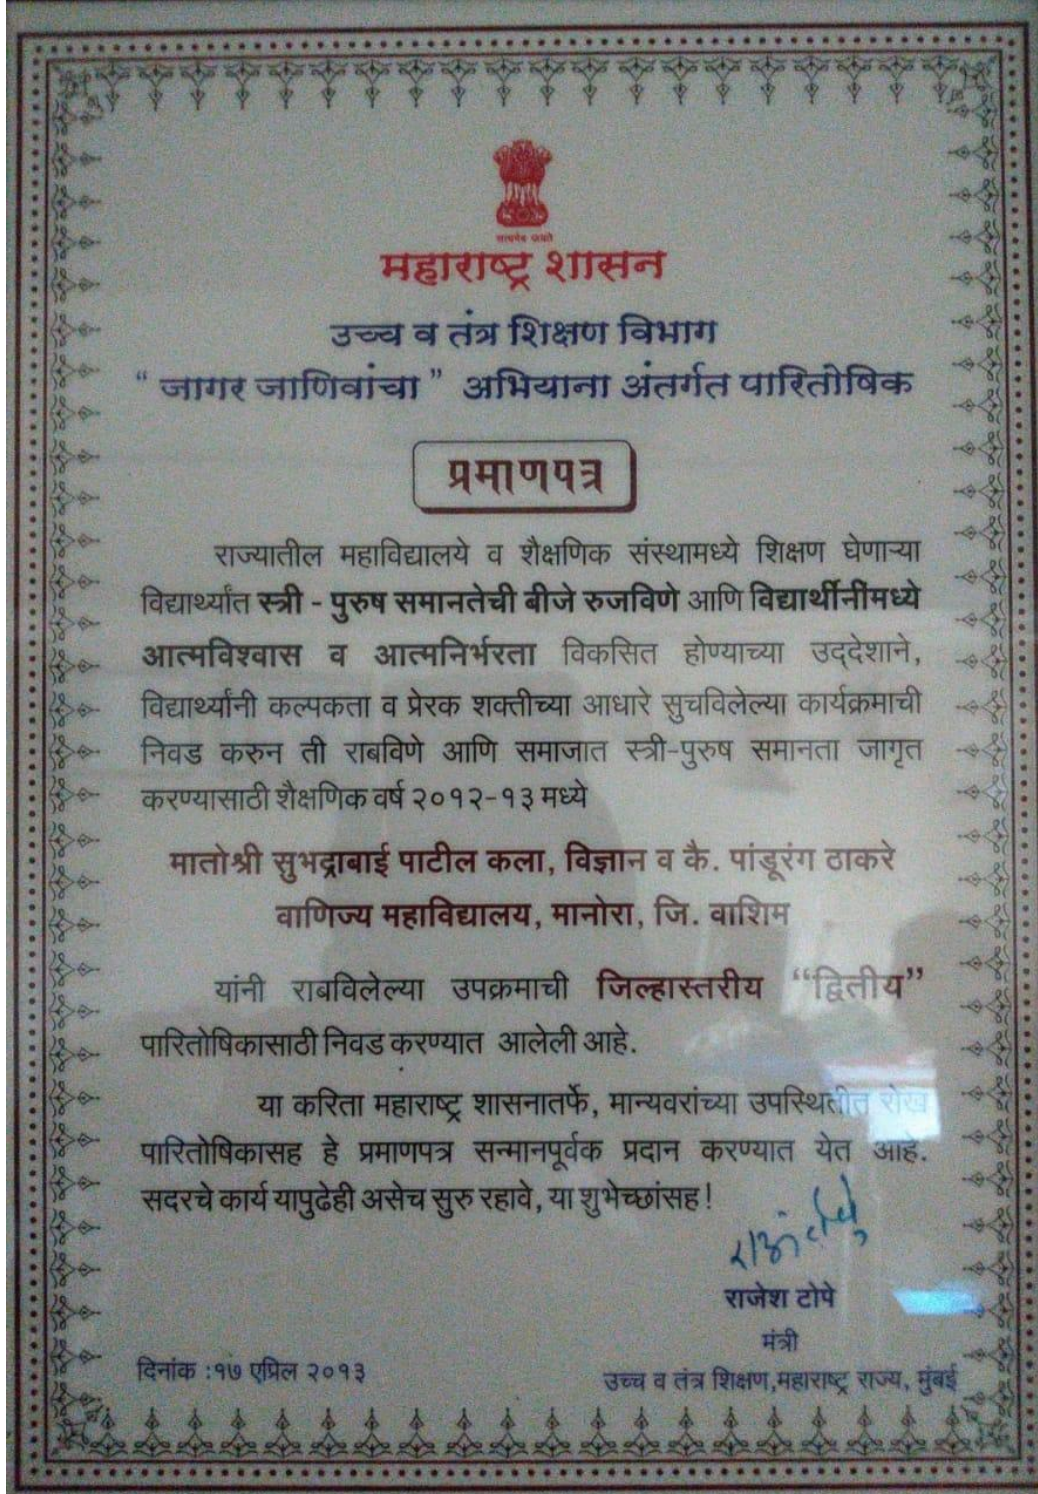 सत्यमेव जयते
महाराष्ट्र शासन
उच्च व तंत्र शिक्षण विभाग
“ जागर जाणिवांचा ” अभियाना अंतर्गत पारितोषिक
प्रमाणपत्र
राज्यातील महाविद्यालये व शैक्षणिक संस्थामध्ये शिक्षण घेणाऱ्या
विद्यार्थ्यांत स्त्री - पुरुष समानतेची बीजे रुजविणे आणि विद्यार्थीनींमध्ये
आत्मविश्वास व आत्मनिर्भरता विकसित होण्याच्या उद्देशाने,
विद्यार्थ्यांनी कल्पकता व प्रेरक शक्तीच्या आधारे सुचविलेल्या कार्यक्रमाची
निवड करुन ती राबविणे आणि समाजात स्त्री-पुरुष समानता जागृत
करण्यासाठी शैक्षणिक वर्ष २०१२-१३ मध्ये
मातोश्री सुभद्राबाई पाटील कला, विज्ञान व कै. पांडूरंग ठाकरे
वाणिज्य महाविद्यालय, मानोरा, जि. वाशिम
यांनी राबविलेल्या उपक्रमाची जिल्हास्तरीय “द्वितीय”
पारितोषिकासाठी निवड करण्यात आलेली आहे.
या करिता महाराष्ट्र शासनातर्फे, मान्यवरांच्या उपस्थितीत रोख
पारितोषिकासह हे प्रमाणपत्र सन्मानपूर्वक प्रदान करण्यात येत आहे.
सदरचे कार्य यापुढेही असेच सुरु रहावे, या शुभेच्छांसह !
राजेश टोपे
मंत्री
दिनांक :१७ एप्रिल २०१३
उच्च व तंत्र शिक्षण,महाराष्ट्र राज्य, मुंबई